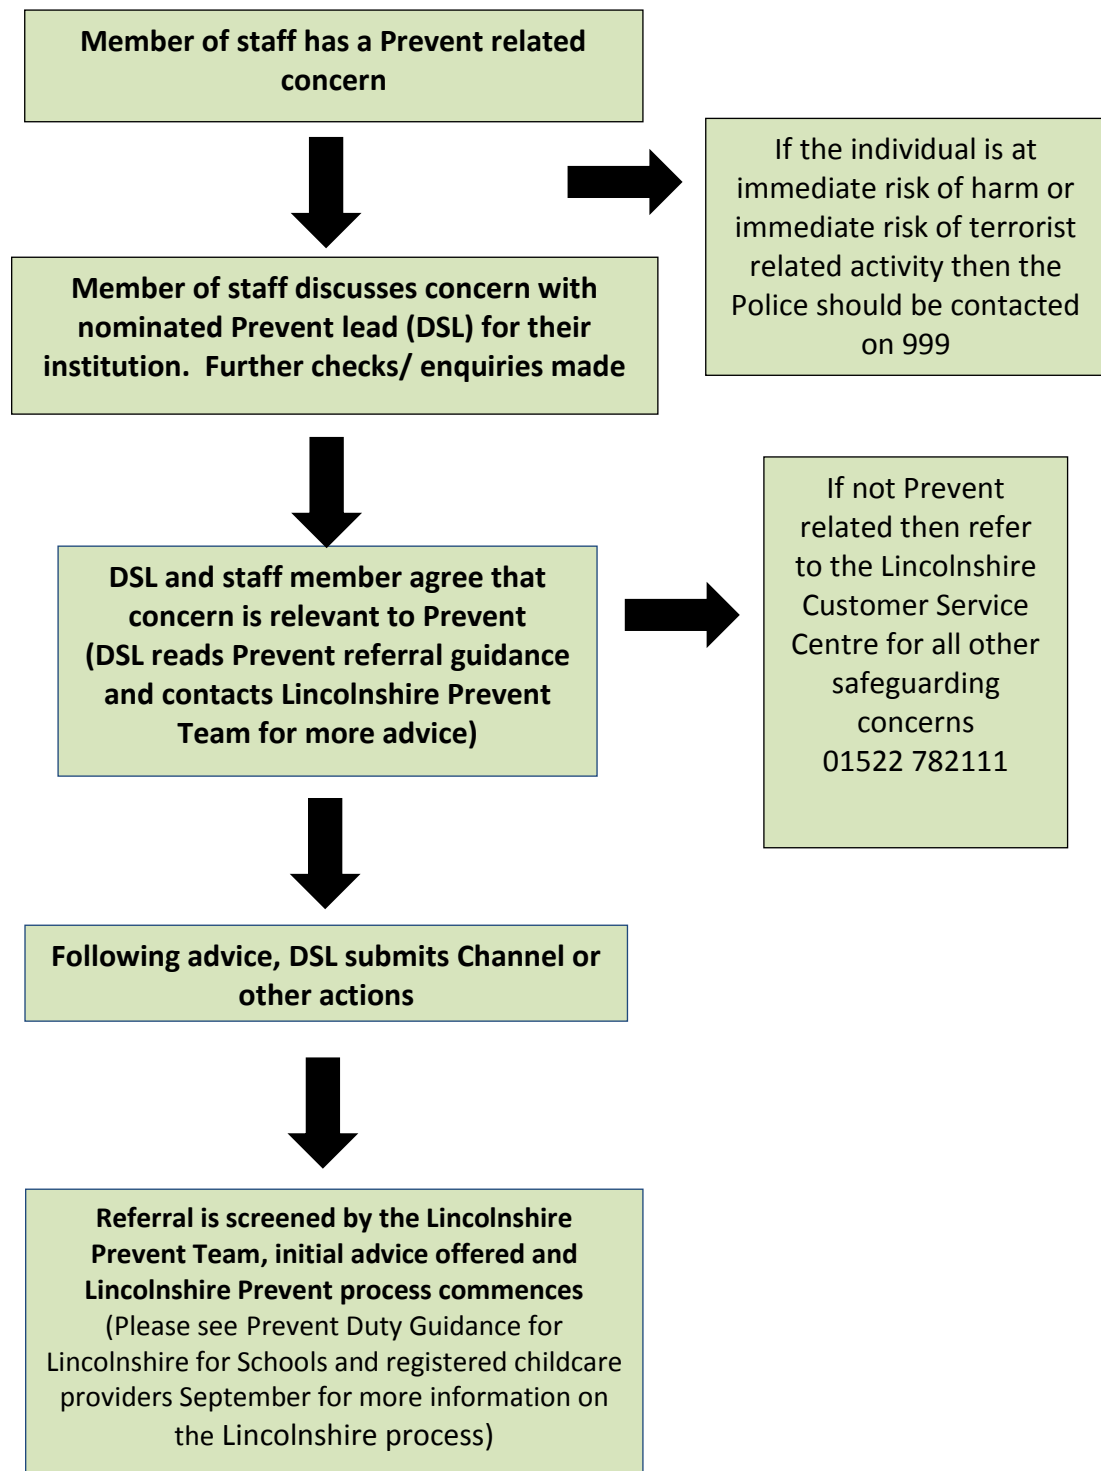 Member of staff has a Prevent related
concern
If the individual is at
immediate risk of harm or
immediate risk of terrorist
related activity then the
Police should be contacted
on 999
Member of staff discusses concern with
nominated Prevent lead (DSL) for their
institution.  Further checks/ enquiries made
If not Prevent
related then refer
to the Lincolnshire
Customer Service
Centre for all other
safeguarding
concerns
01522 782111
DSL and staff member agree that
concern is relevant to Prevent
(DSL reads Prevent referral guidance
and contacts Lincolnshire Prevent
Team for more advice)
Following advice, DSL submits Channel or
other actions
Referral is screened by the Lincolnshire
Prevent Team, initial advice offered and
Lincolnshire Prevent process commences
(Please see Prevent Duty Guidance for
Lincolnshire for Schools and registered childcare
providers September for more information on
the Lincolnshire process)